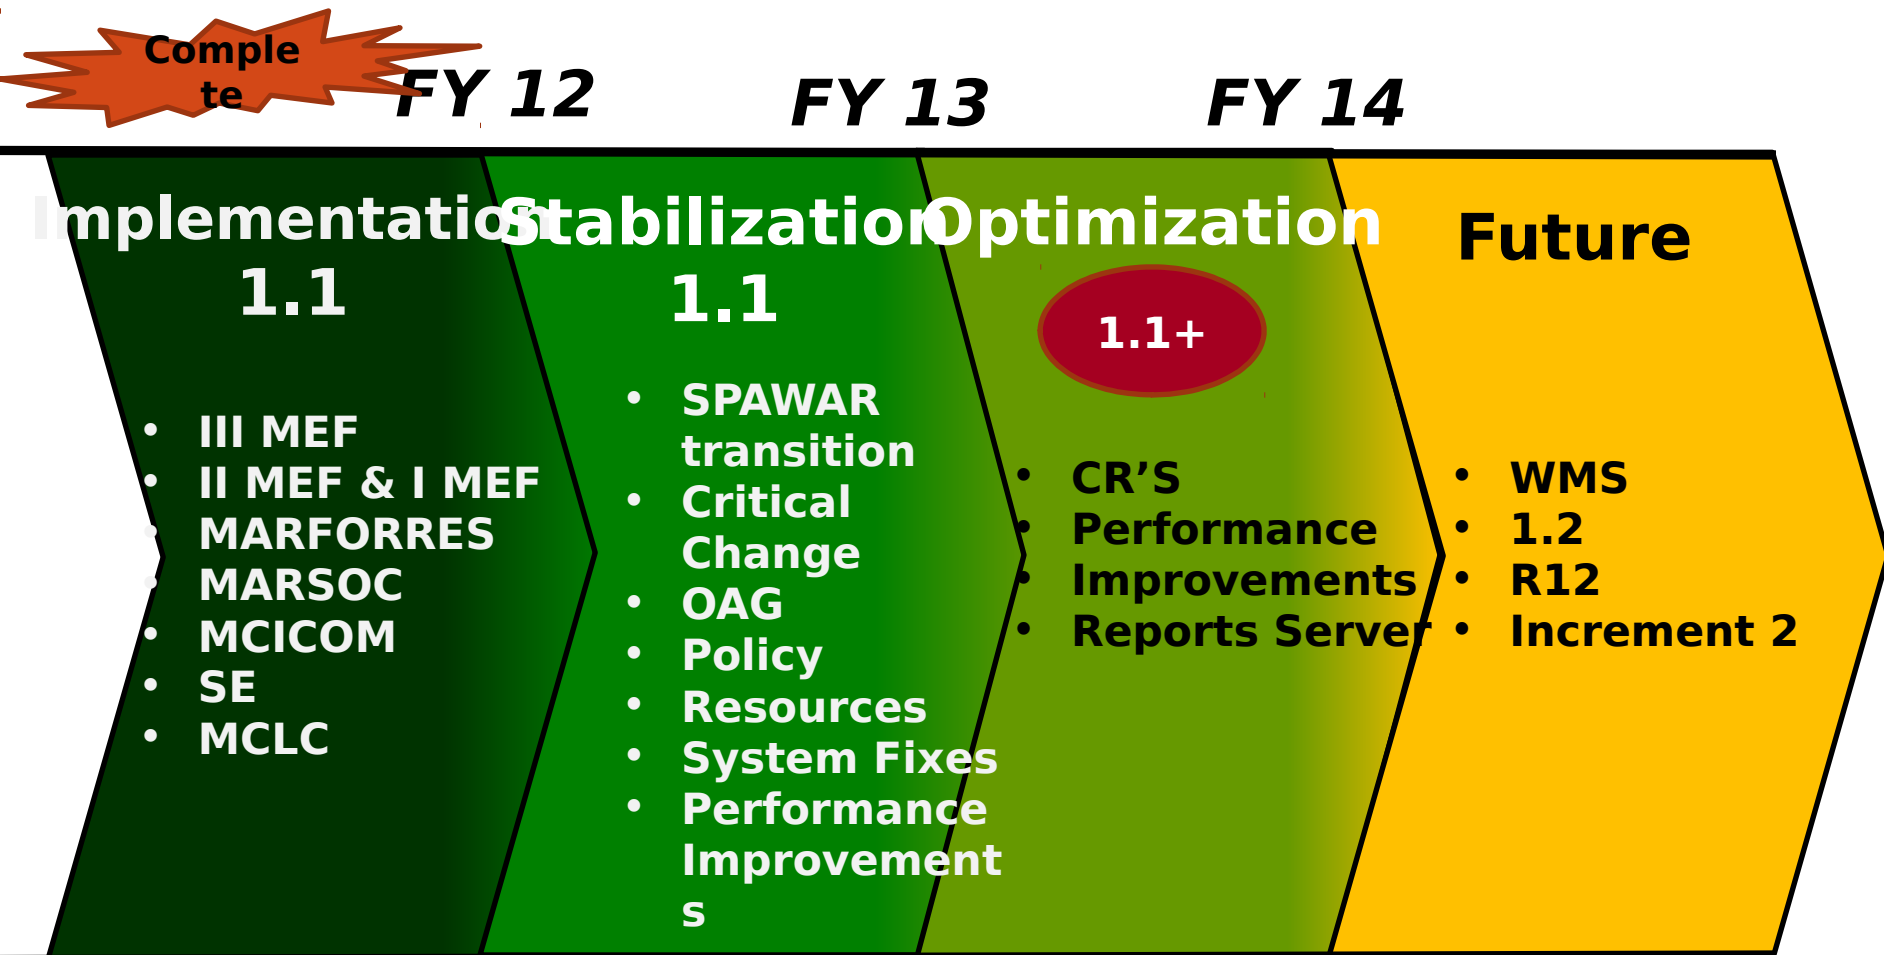 Comple
te
FY 12
FY 13
FY 14
Implementation
1.1
• III MEF
• II MEF & I MEF
• MARFORRES
• MARSOC
• MCICOM
• SE
• MCLC
Stabilization
1.1
• SPAWAR
transition
• Critical
Change
• OAG
• Policy
• Resources
• System Fixes
• Performance
Improvement
s
Optimization
1.1+
• CR’S
• Performance
• Improvements
• Reports Server
Future
• WMS
• 1.2
• R12
• Increment 2